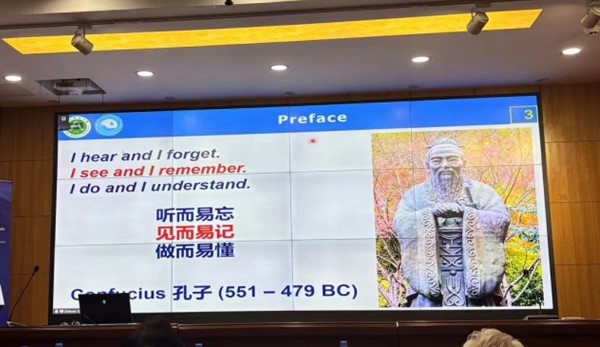 Preface
3
I hear and I forget.
I see and I remember.
I do and I understand.
听而易忘
见而易记
做而易懂
Confucius 孔子 (551 – 479 BC)